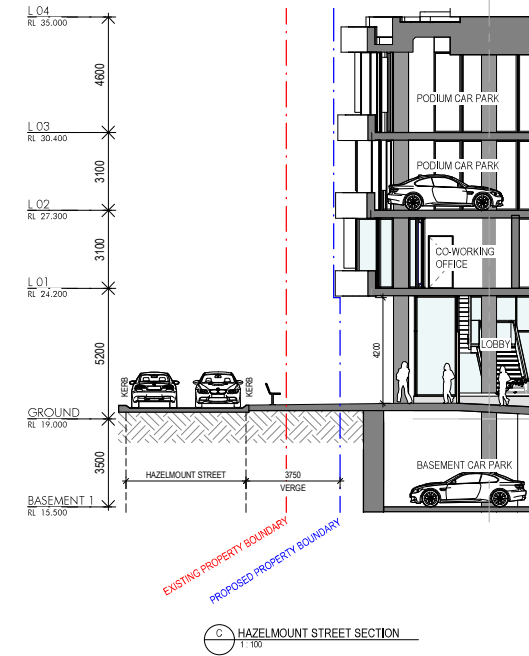 L 04
RL 35.000
4600
PODIUM CAR PARK
L 03
RL 30.400
3100
PODIUM CAR PARK
L 02
RL 27.300
3100
CO-WORKING
OFFICE
L 01
RL 24.200
5200
4200
LOBBY
KERB
KERB
GROUND
RL 19.000
3500
BASEMENT CAR PARK
HAZELMOUNT STREET
3750
VERGE
BASEMENT 1
RL 15.500
EXISTING PROPERTY BOUNDARY
PROPOSED PROPERTY BOUNDARY
C
HAZELMOUNT STREET SECTION
1 : 100